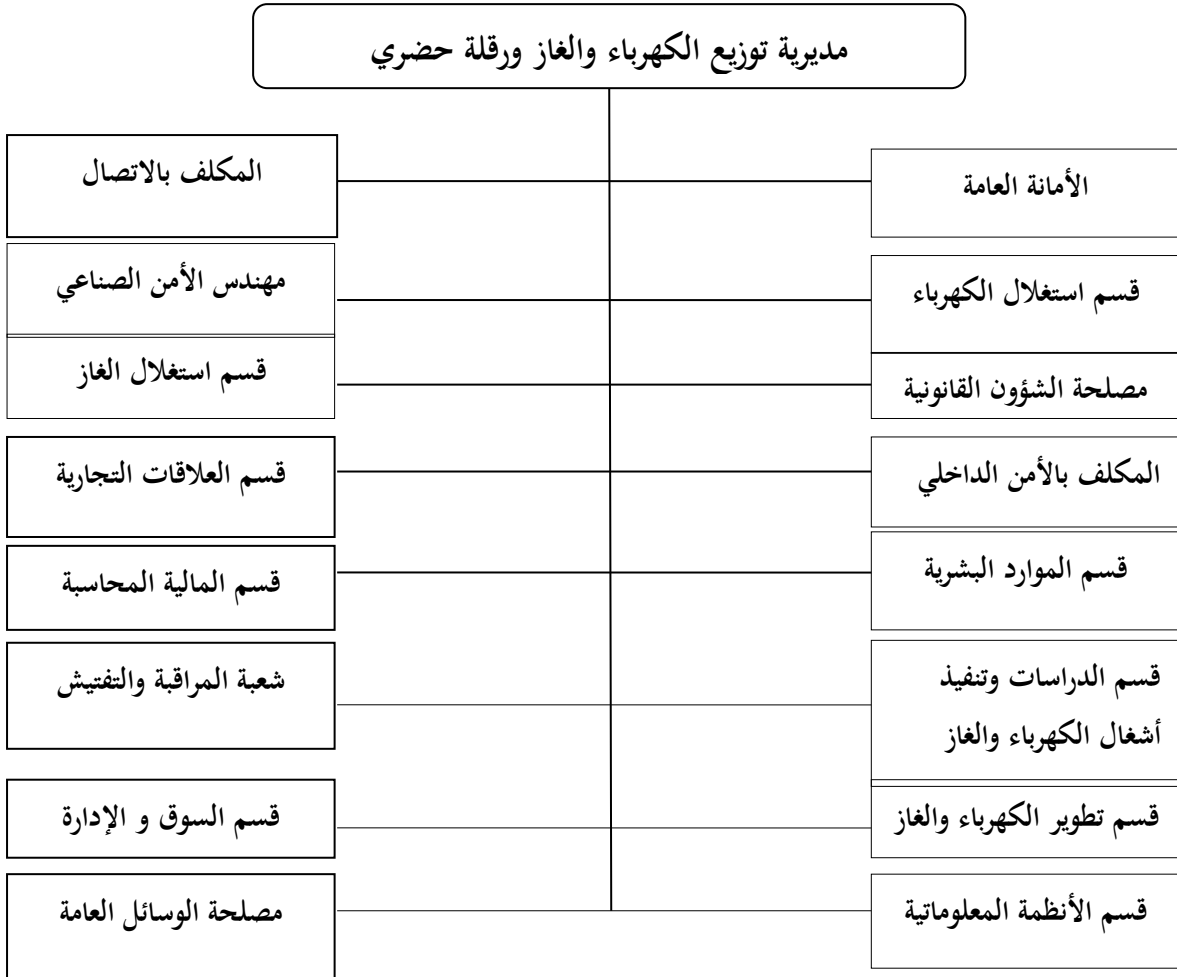 مديرية توزيع الكهرباء والغاز ورقلة حضري
الأمانة العامة
المكلف بالاتصال
قسم استغلال الكهرباء
مهندس الأمن الصناعي
مصلحة الشؤون القانونية
قسم استغلال الغاز
المكلف بالأمن الداخلي
قسم العلاقات التجارية
قسم الموارد البشرية
قسم المالية المحاسبة
قسم الدراسات وتنفيذ
أشغال الكهرباء والغاز
شعبة المراقبة والتفتيش
قسم تطوير الكهرباء والغاز
قسم السوق و الإدارة
قسم الأنظمة المعلوماتية
مصلحة الوسائل العامة